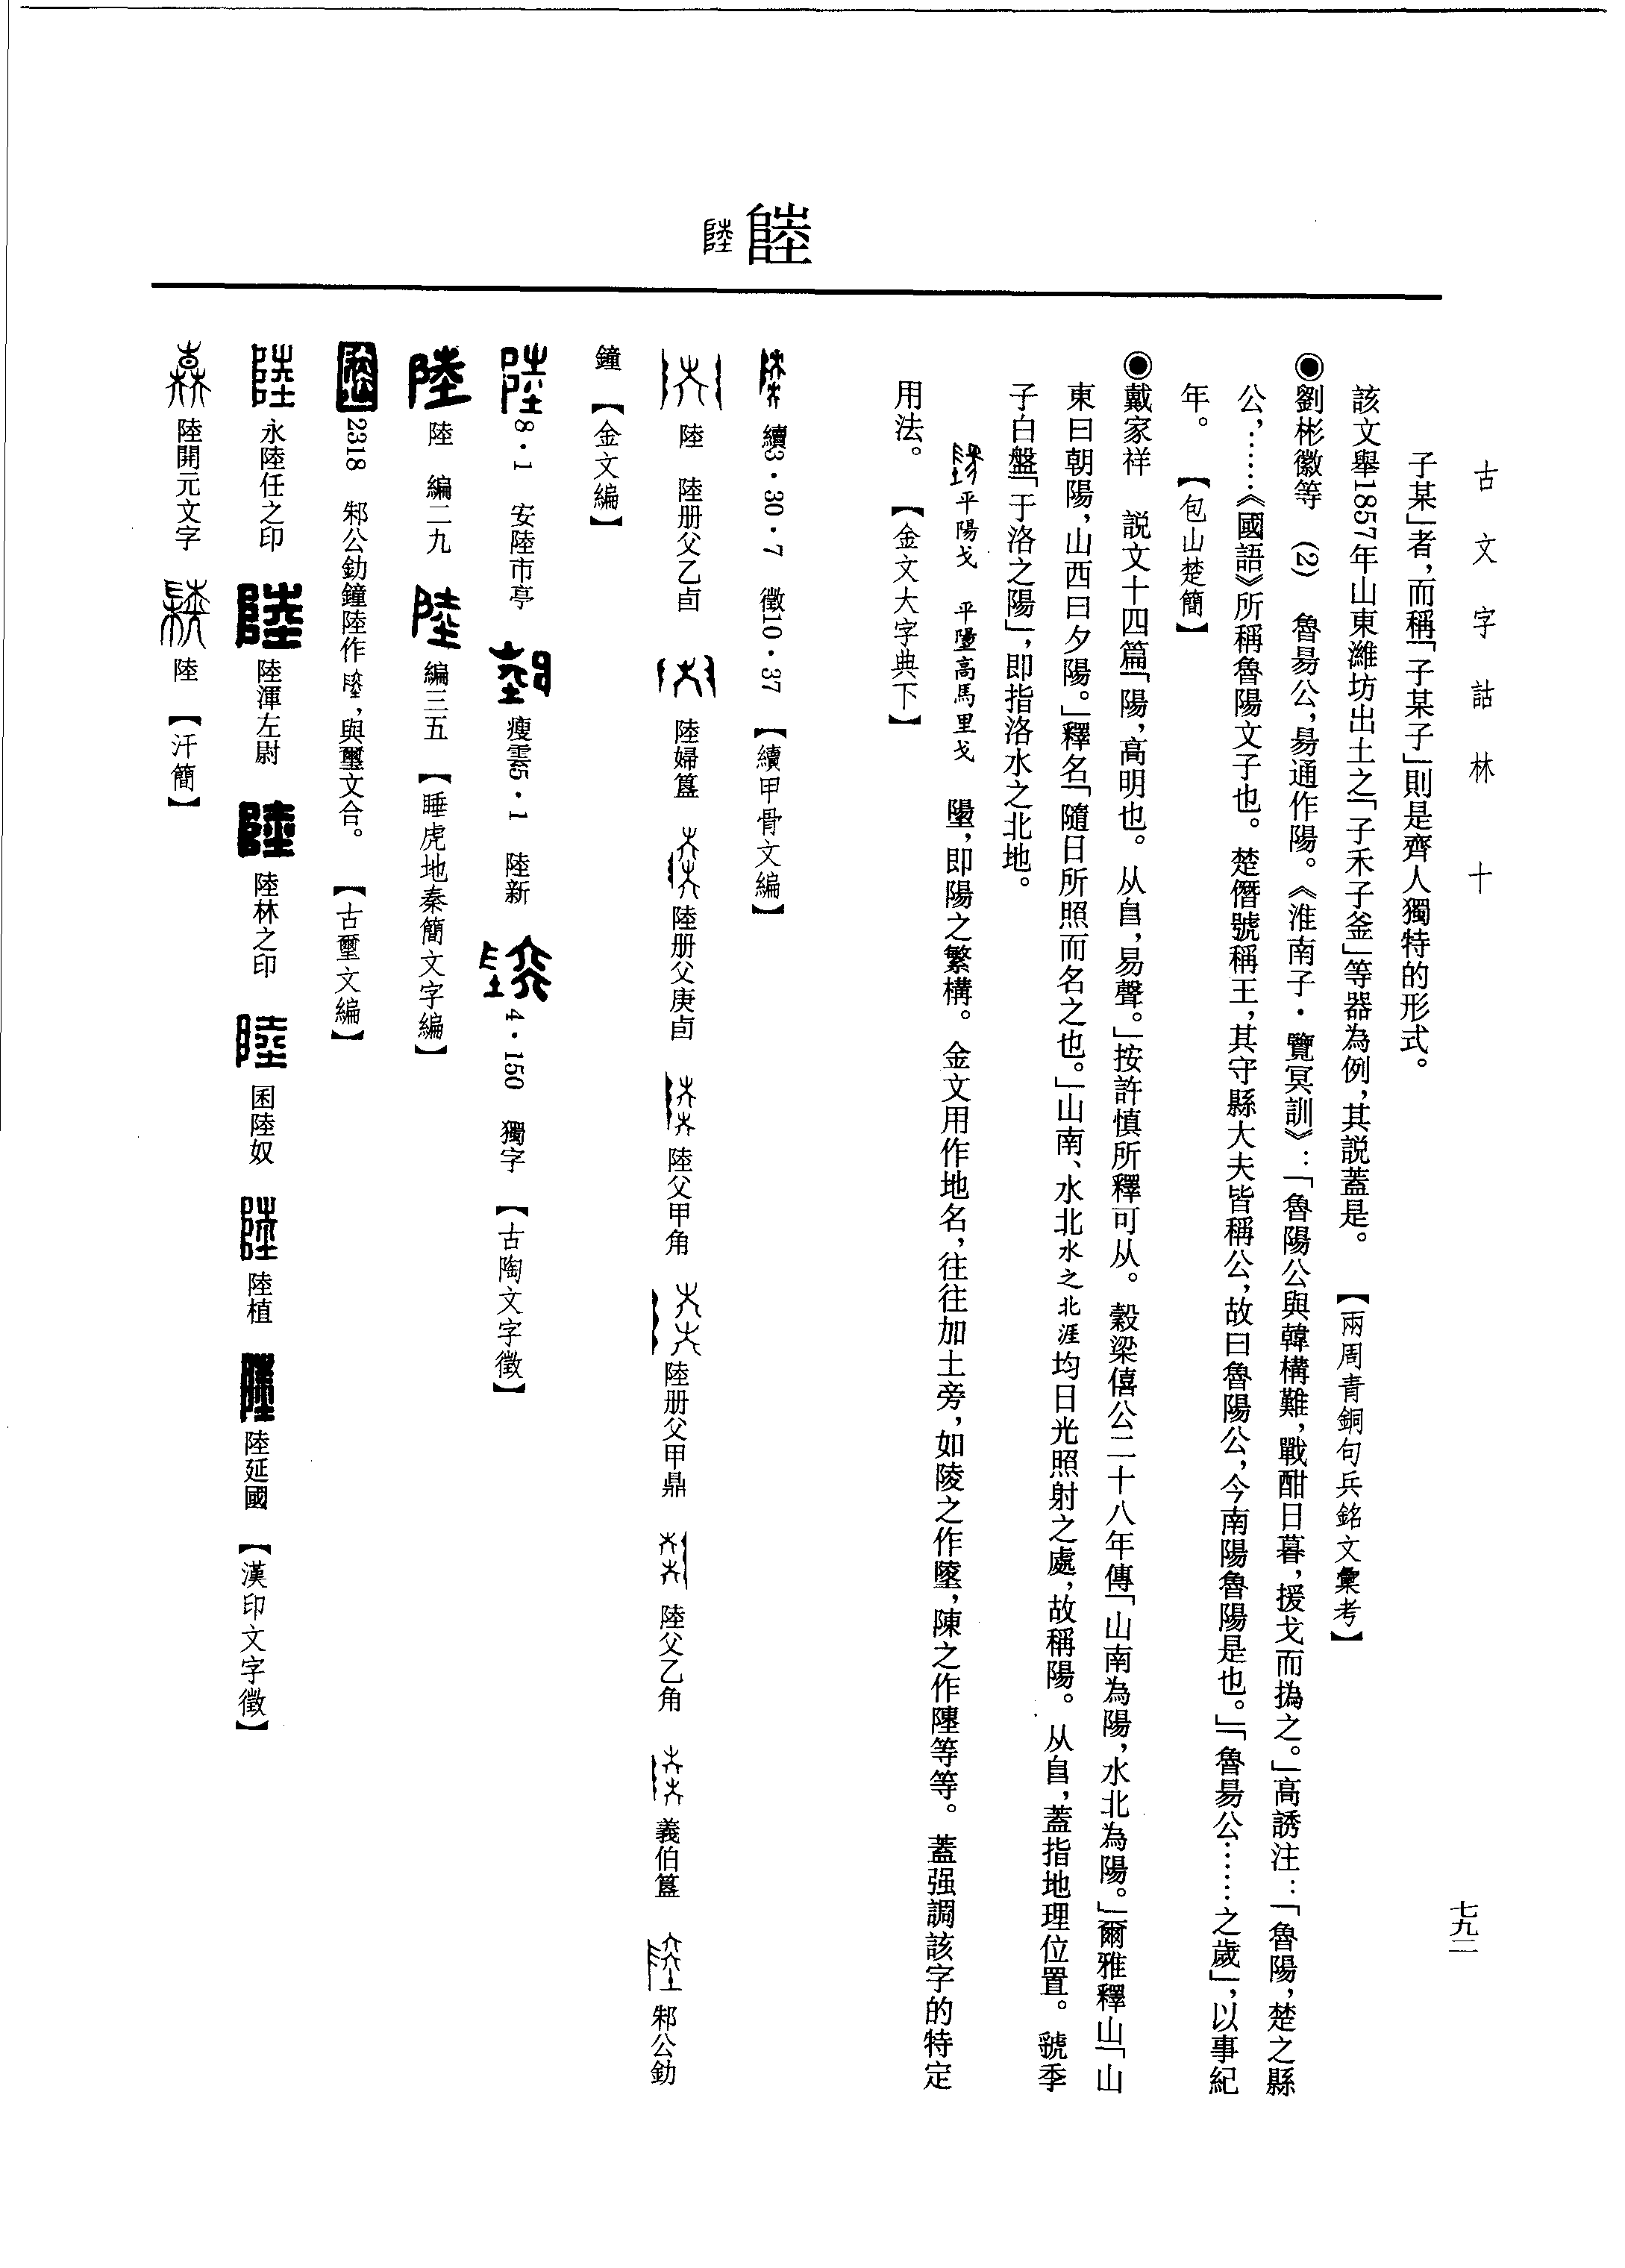 古文字詁林 十
七九二
子某」者，而稱「子某子」則是齊人獨特的形式。
該文舉1857年山東濰坊出土之「子禾子釜」等器為例，其説蓋是。 【兩周青銅句兵銘文彙考】
◉劉彬徽等 (2) 魯昜公，昜通作陽。《淮南子·覽冥訓》：「魯陽公與韓構難，戰酣日暮，援戈而撝之。」高誘注：「魯陽，楚之縣
公，……《國語》所稱魯陽文子也。楚僭號稱王，其守縣大夫皆稱公，故曰魯陽公，今南陽魯陽是也。」「魯昜公……之歲」，以事紀
年。 【包山楚簡】
◉戴家祥 説文十四篇「陽，高明也。从𨸏，昜聲。」按許慎所釋可从。穀梁僖公二十八年傳「山南為陽，水北為陽。」爾雅釋山「山
東曰朝陽，山西曰夕陽。」釋名「隨日所照而名之也。」山南、水北水之北涯均日光照射之處，故稱陽。从𨸏，蓋指地理位置。虢季
子白盤「于洛之陽」，即指洛水之北地。
平陽戈 平䧹高馬里戈 䧹，即陽之繁構。金文用作地名，往往加土旁，如陵之作𨼔，陳之作塦等等。蓋强調該字的特定
用法。 【金文大字典下】
陸 陸
續3·30·7 徵10·37 【續甲骨文編】
陸 陸册父乙卣 陸婦簋 陸册父庚卣 陸父甲角 陸册父甲鼎 陸父乙角 義伯簋 邾公釛
鐘 【金文編】
8·1 安陸市亭 瘦雲5·1 陸新 4·150 獨字 【古陶文字徵】
陸 編二九 編三五 【睡虎地秦簡文字編】
2318 邾公釛鐘陸作，與璽文合。 【古璽文編】
永陸任之印 陸渾左尉 陸林之印 囷陸奴 陸植 陸延國 【漢印文字徵】
陸開元文字 陸 【汗簡】